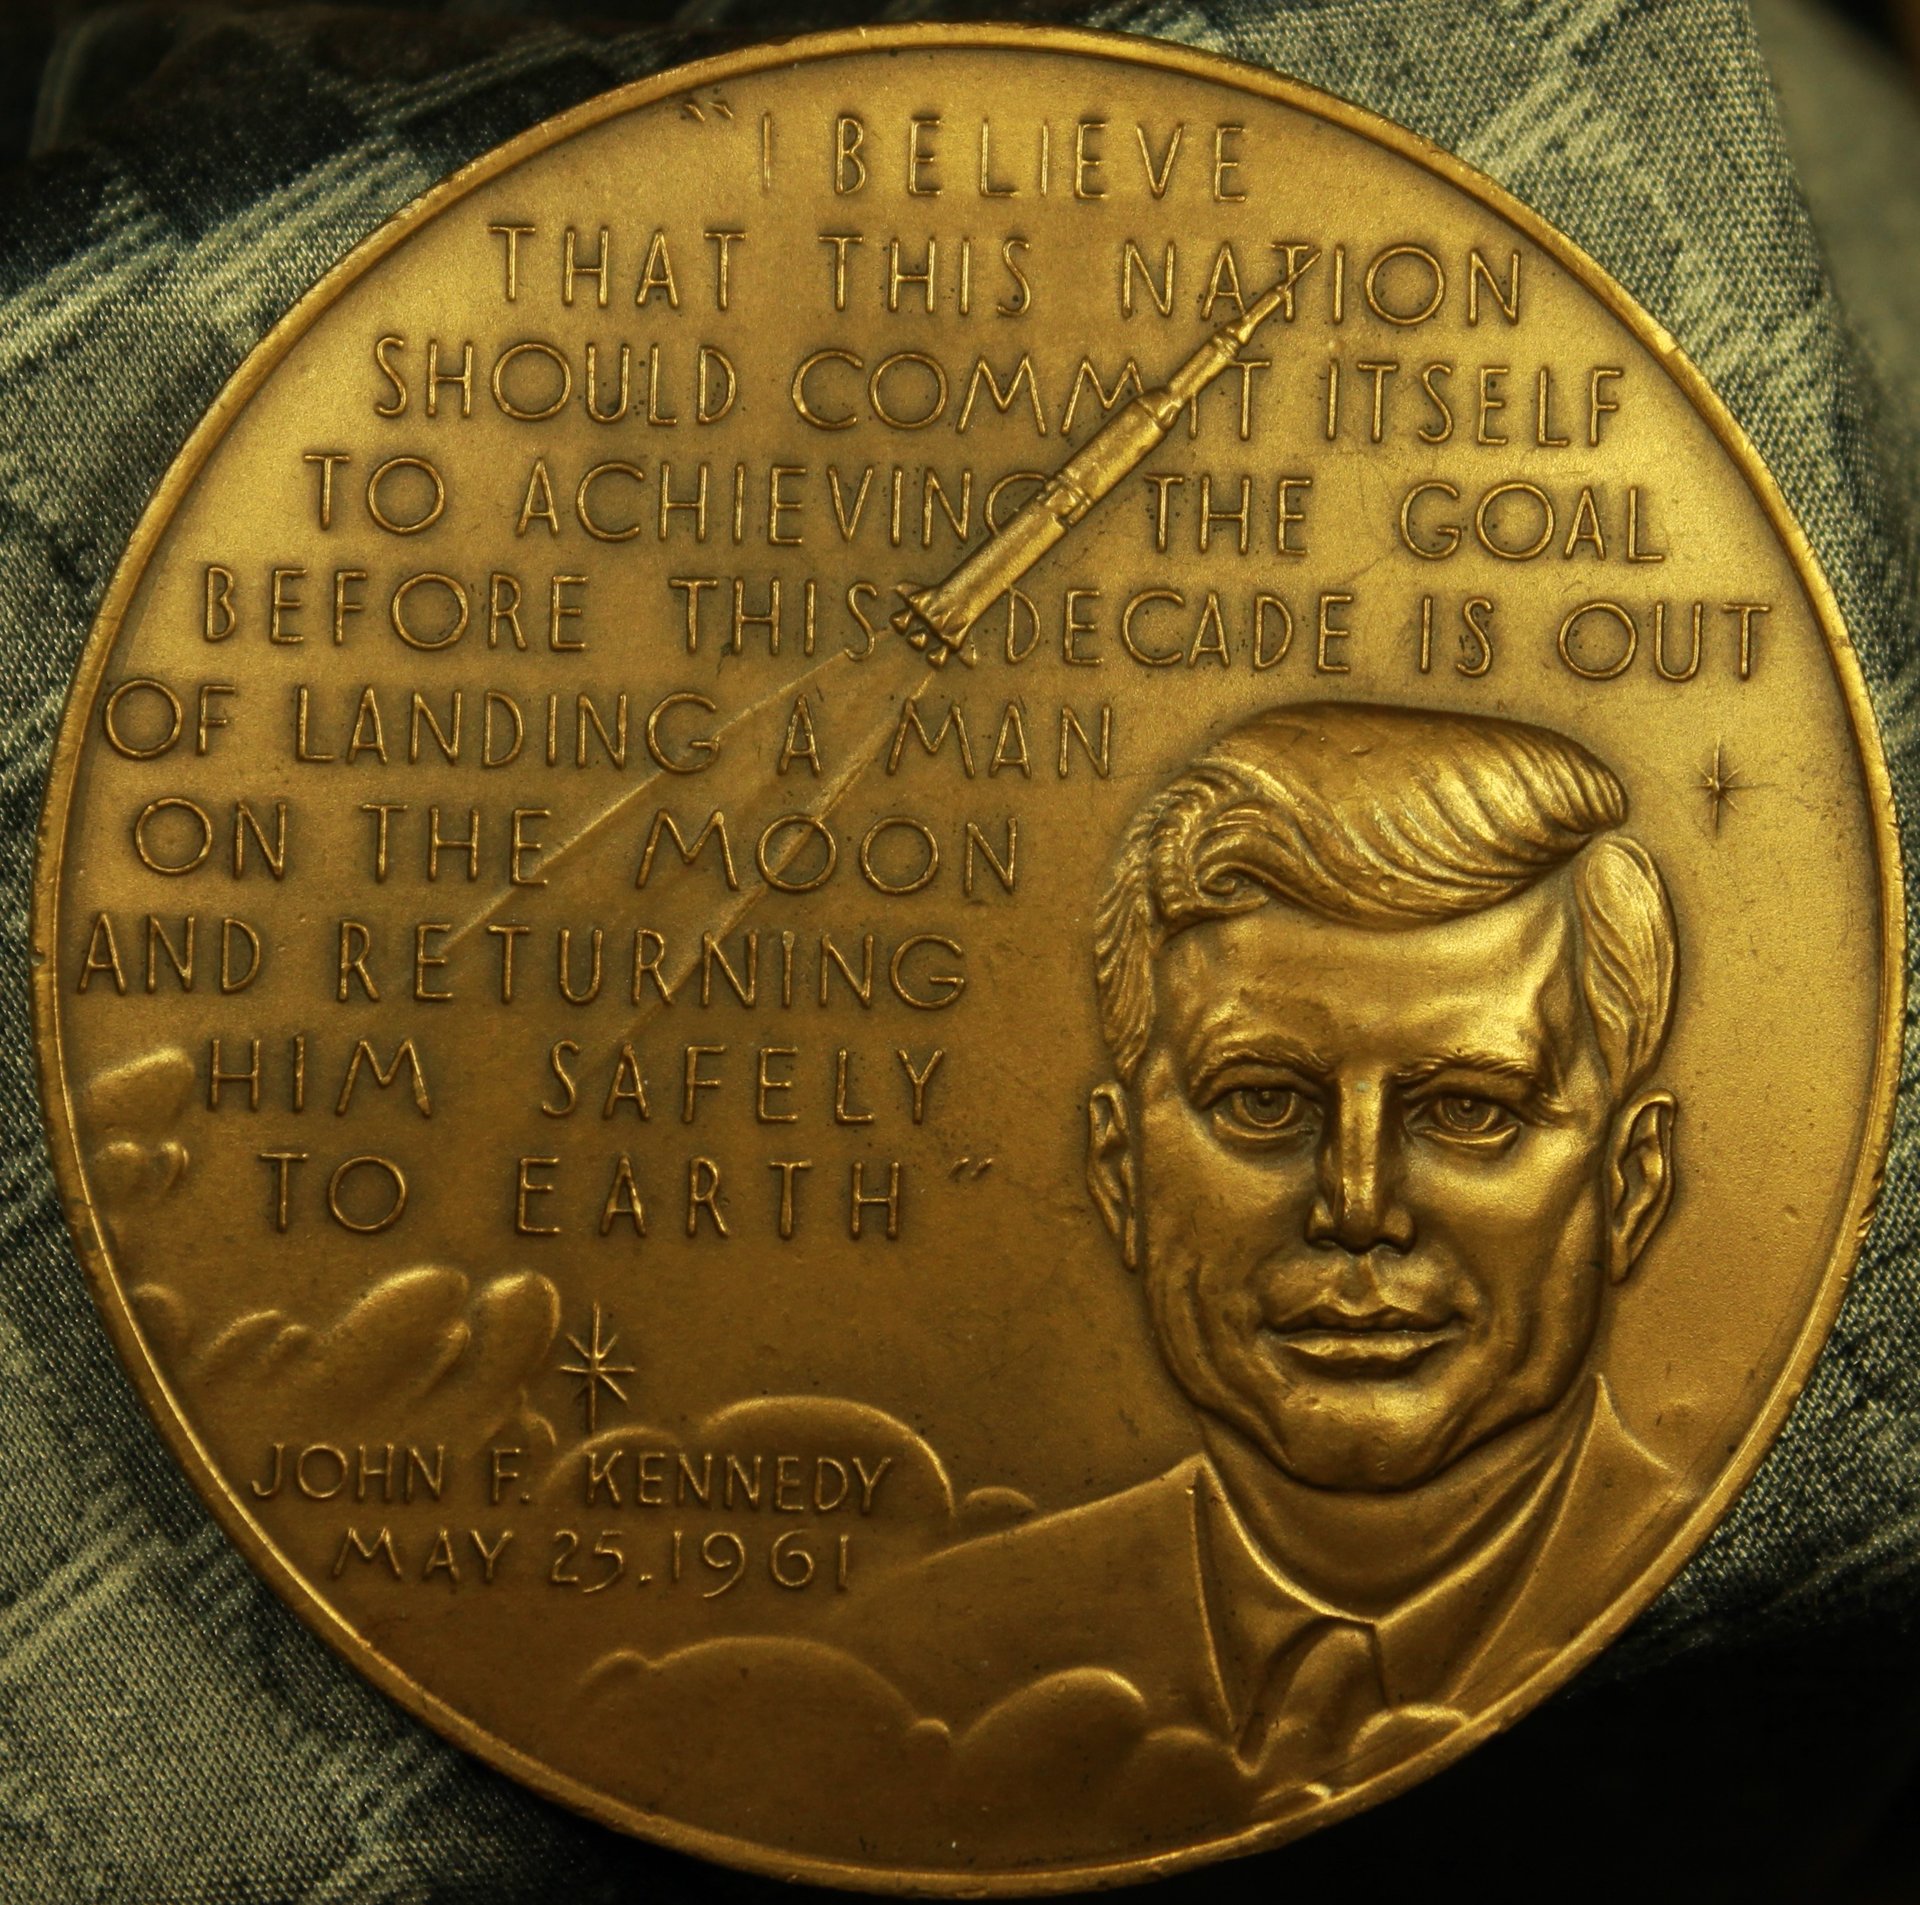 "I BELIEVE
THAT THIS NATION
SHOULD COMMIT ITSELF
TO ACHIEVING THE GOAL
BEFORE THIS DECADE IS OUT
OF LANDING A MAN
ON THE MOON
AND RETURNING
HIM SAFELY
TO EARTH"
JOHN F. KENNEDY
MAY 25.1961